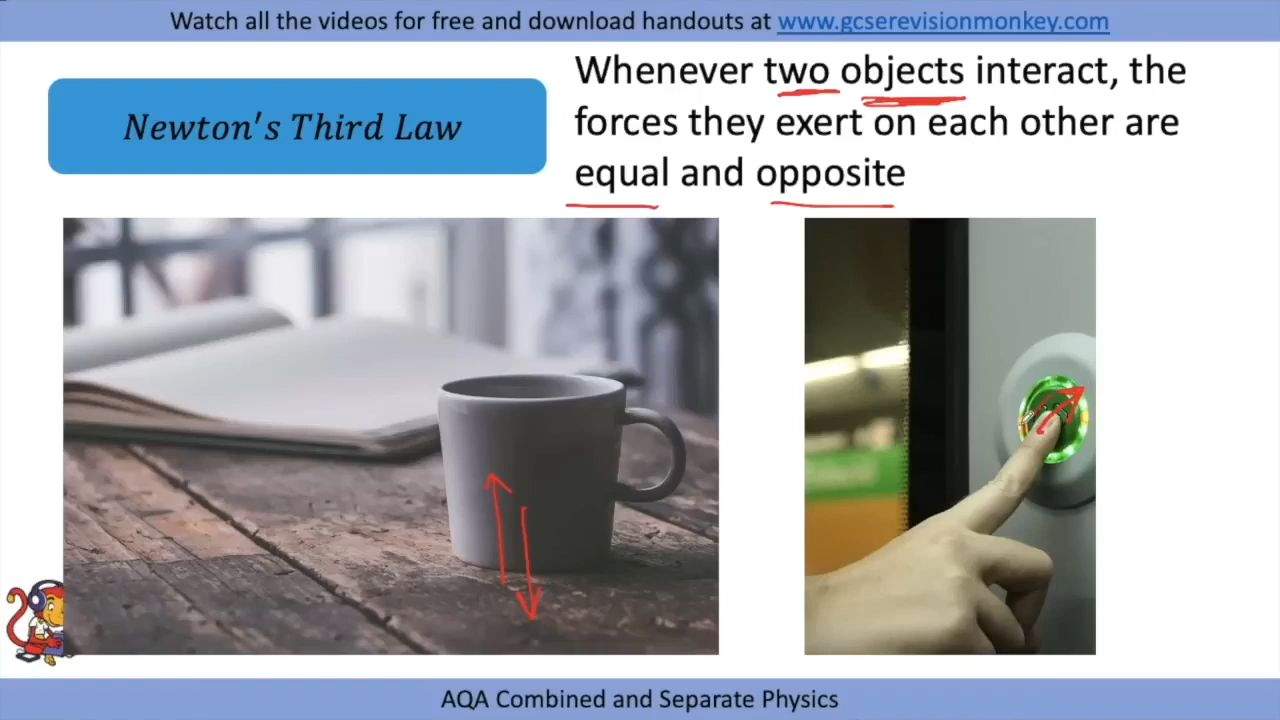 Watch all the videos for free and download handouts at www.gcserevisionmonkey.com
Newton's Third Law
Whenever two objects interact, the
forces they exert on each other are
equal and opposite
AQA Combined and Separate Physics